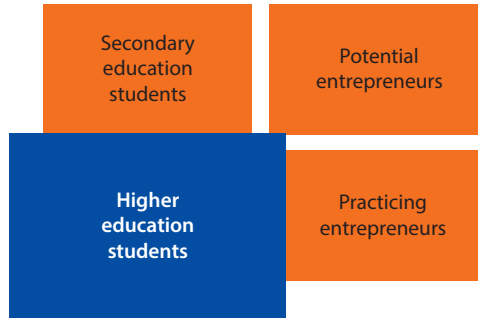 Secondary
education
students
Potential
entrepreneurs
Higher
education
students
Practicing
entrepreneurs